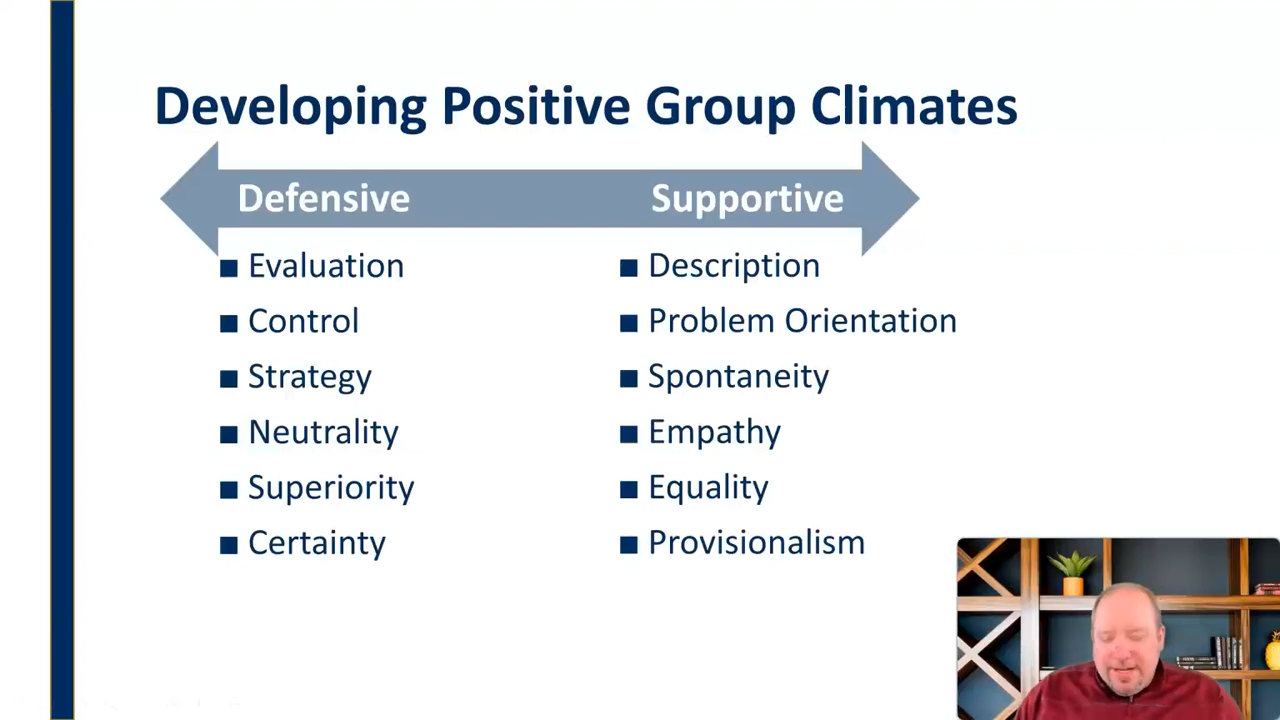 Developing Positive Group Climates
Defensive Supportive
■ Evaluation
■ Control
■ Strategy
■ Neutrality
■ Superiority
■ Certainty
■ Description
■ Problem Orientation
■ Spontaneity
■ Empathy
■ Equality
■ Provisionalism